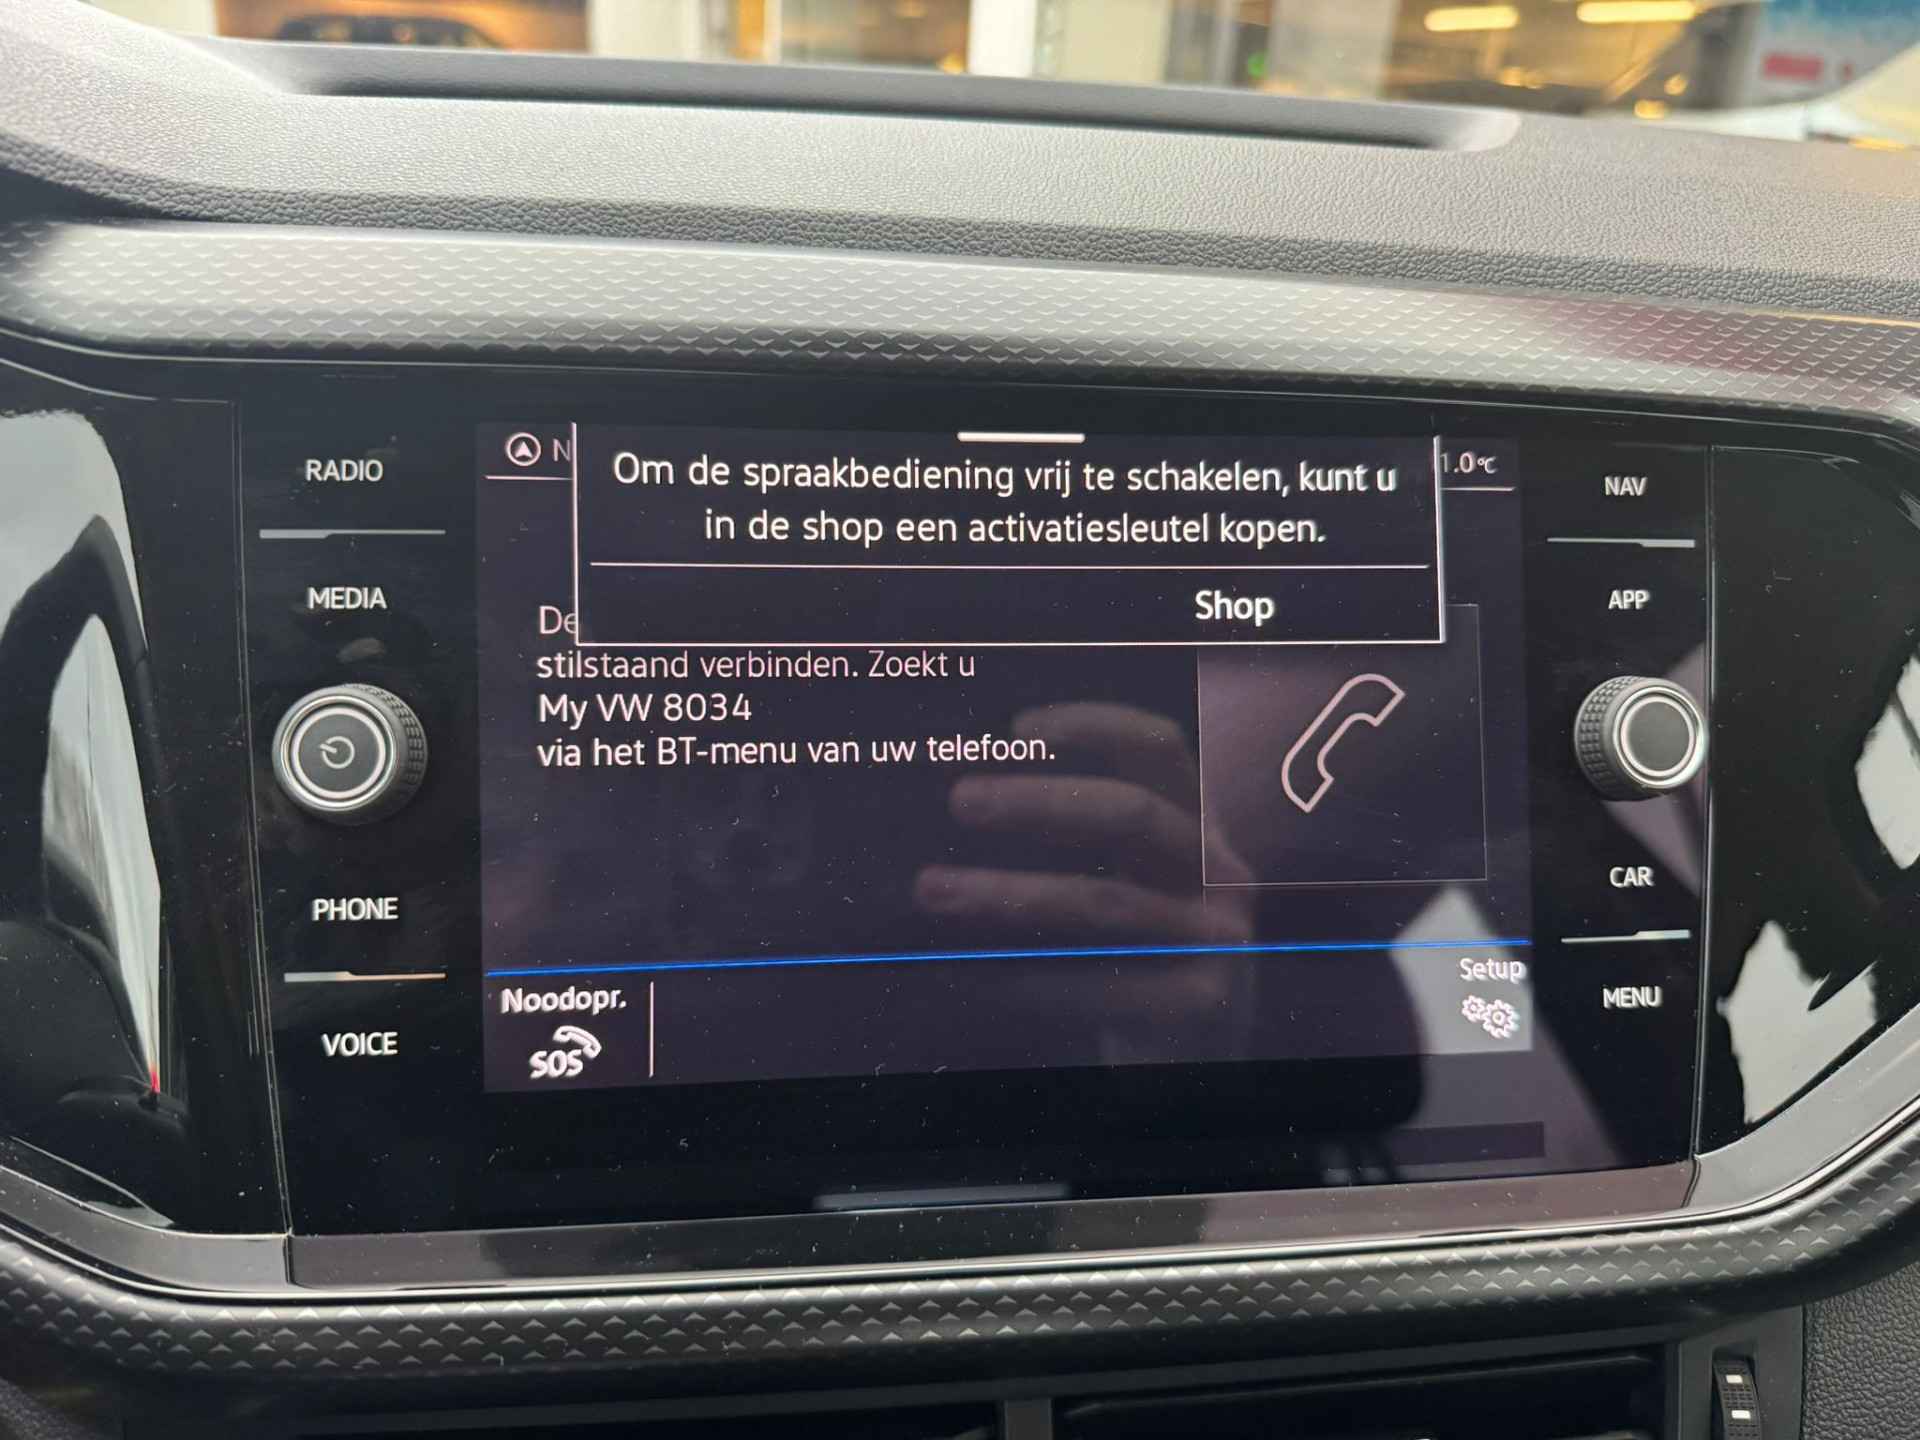 RADIO
MEDIA
PHONE
VOICE
N
Om de spraakbediening vrij te schakelen, kunt u
in de shop een activatiesleutel kopen.
Shop
1.0°C
De
stilstaand verbinden. Zoekt u
My VW 8034
via het BT-menu van uw telefoon.
Noodopr.
SOS
Setup
NAV
APP
CAR
MENU